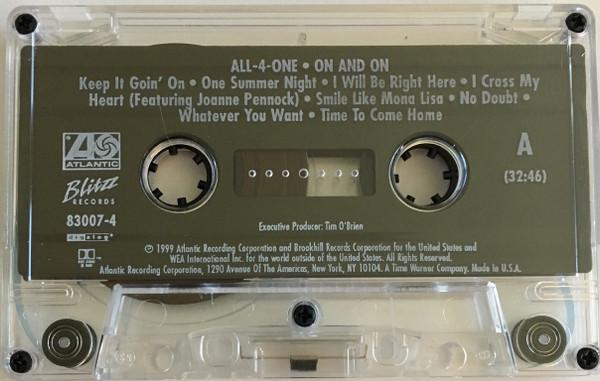 ALL-4-ONE • ON AND ON
Keep It Goin' On • One Summer Night • I Will Be Right Here • I Cross My
Heart (Featuring Joanne Pennock) • Smile Like Mona Lisa • No Doubt •
Whatever You Want • Time To Come Home
A
(32:46)
ATLANTIC
Blitzz
RECORDS
83007-4
Executive Producer: Tim O'Brien
℗ 1999 Atlantic Recording Corporation and Brookhill Records Corporation for the United States and
WEA International Inc. for the world outside of the United States. All Rights Reserved.
Atlantic Recording Corporation, 1290 Avenue Of The Americas, New York, NY 10104. A Time Warner Company. Made in U.S.A.